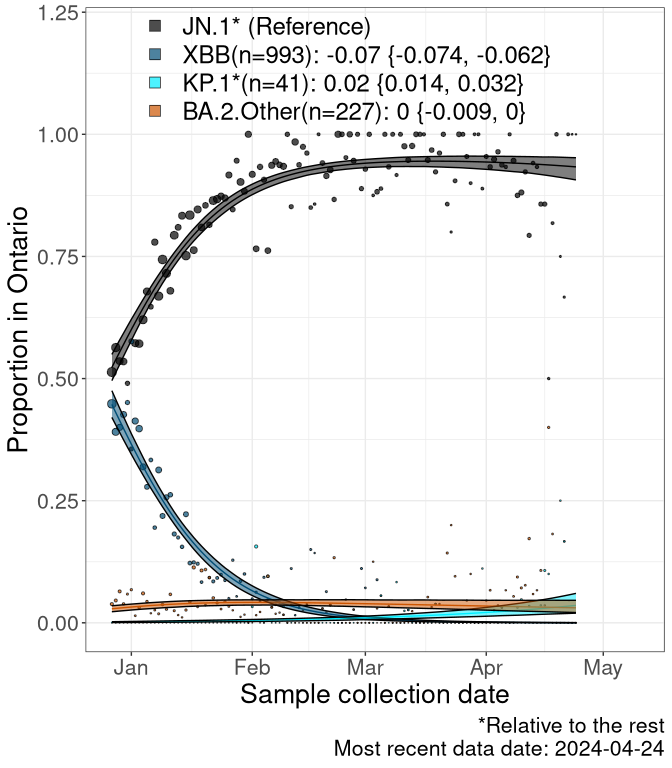 1.25
JN.1* (Reference)
XBB(n=993): -0.07 {-0.074, -0.062}
KP.1*(n=41): 0.02 {0.014, 0.032}
BA.2.Other(n=227): 0 {-0.009, 0}
1.00
0.75
Proportion in Ontario
0.50
0.25
0.00
Jan Feb Mar Apr May
Sample collection date
*Relative to the rest
Most recent data date: 2024-04-24